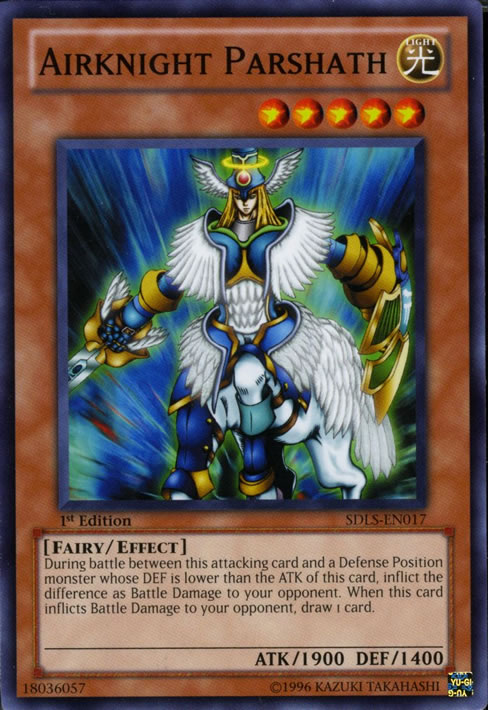 AIRKNIGHT PARSHATH
LIGHT
光
1st Edition
SDLS-EN017
[FAIRY/EFFECT]
During battle between this attacking card and a Defense Position
monster whose DEF is lower than the ATK of this card, inflict the
difference as Battle Damage to your opponent. When this card
inflicts Battle Damage to your opponent, draw 1 card.
ATK/1900 DEF/1400
18036057
©1996 KAZUKI TAKAHASHI
YU-GI